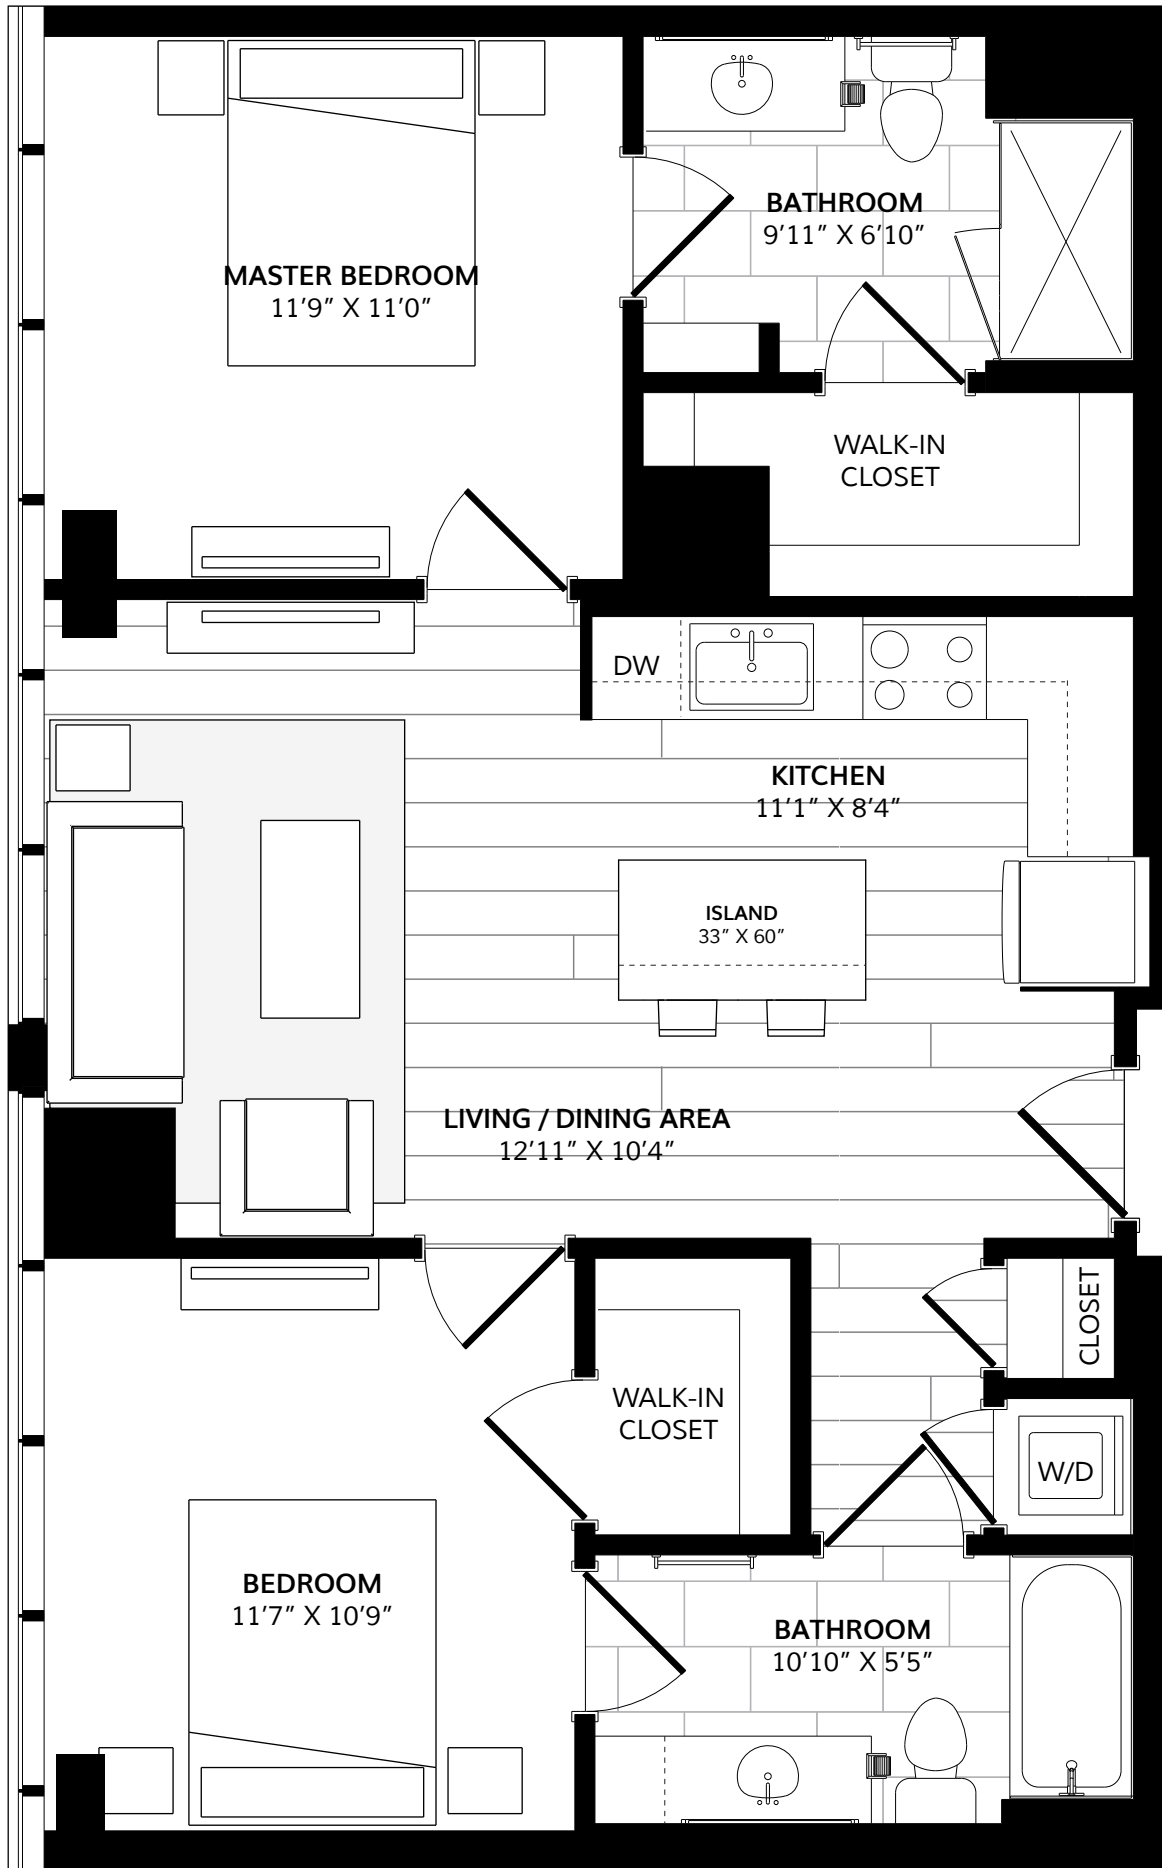 BATHROOM
9'11" X 6'10"
MASTER BEDROOM
11'9" X 11'0"
WALK-IN
CLOSET
DW
KITCHEN
11'1" X 8'4"
ISLAND
33" X 60"
LIVING / DINING AREA
12'11" X 10'4"
CLOSET
WALK-IN
CLOSET
W/D
BEDROOM
11'7" X 10'9"
BATHROOM
10'10" X 5'5"